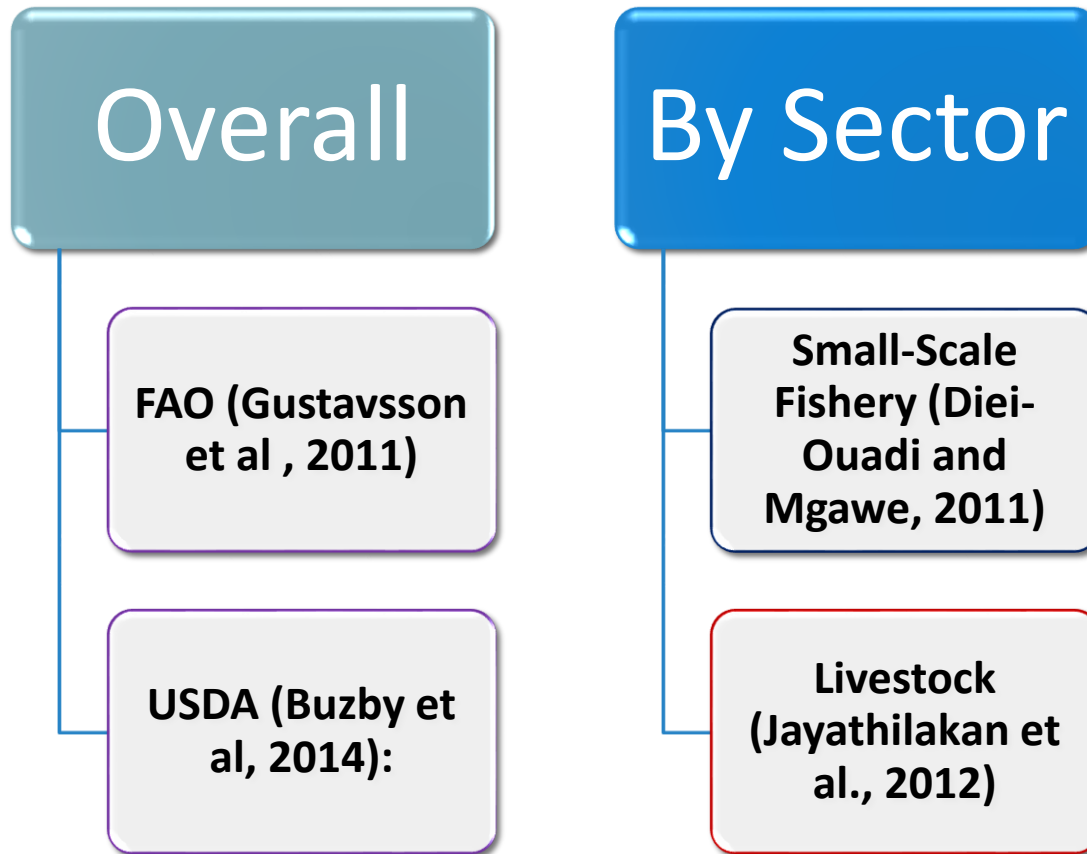 Overall
FAO (Gustavsson
et al , 2011)
USDA (Buzby et
al, 2014):
By Sector
Small-Scale
Fishery (Diei-
Ouadi and
Mgawe, 2011)
Livestock
(Jayathilakan et
al., 2012)